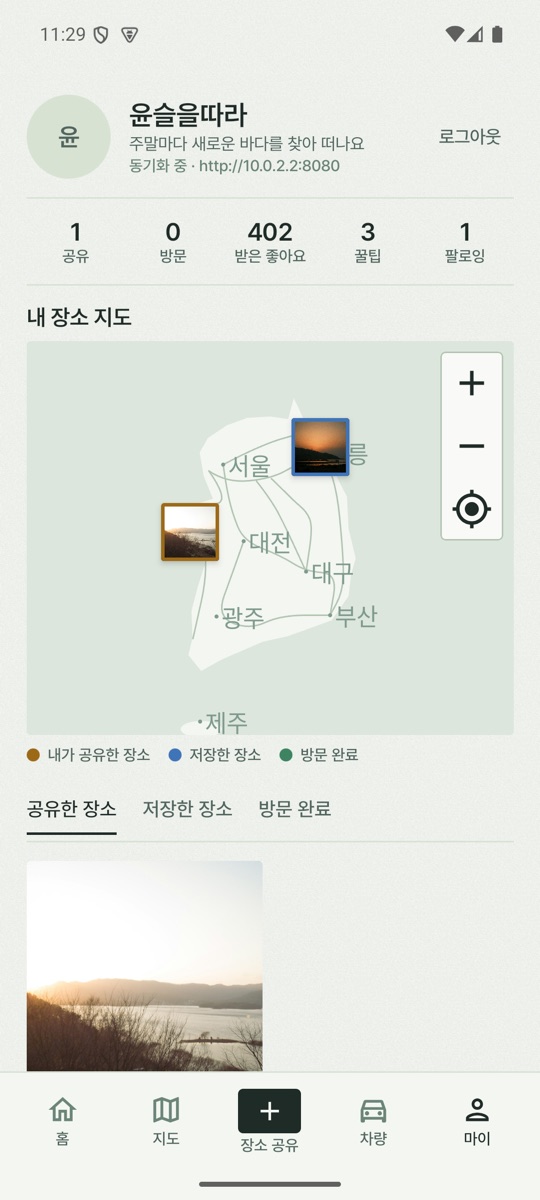 11:29
윤
윤슬을따라
주말마다 새로운 바다를 찾아 떠나요
동기화 중 · http://10.0.2.2:8080
로그아웃
1 0 402 3 1
공유 방문 받은 좋아요 꿀팁 팔로잉
내 장소 지도
서울
릉
대전
대구
광주
부산
제주
내가 공유한 장소 저장한 장소 방문 완료
공유한 장소 저장한 장소 방문 완료
홈 지도 장소 공유 차량 마이